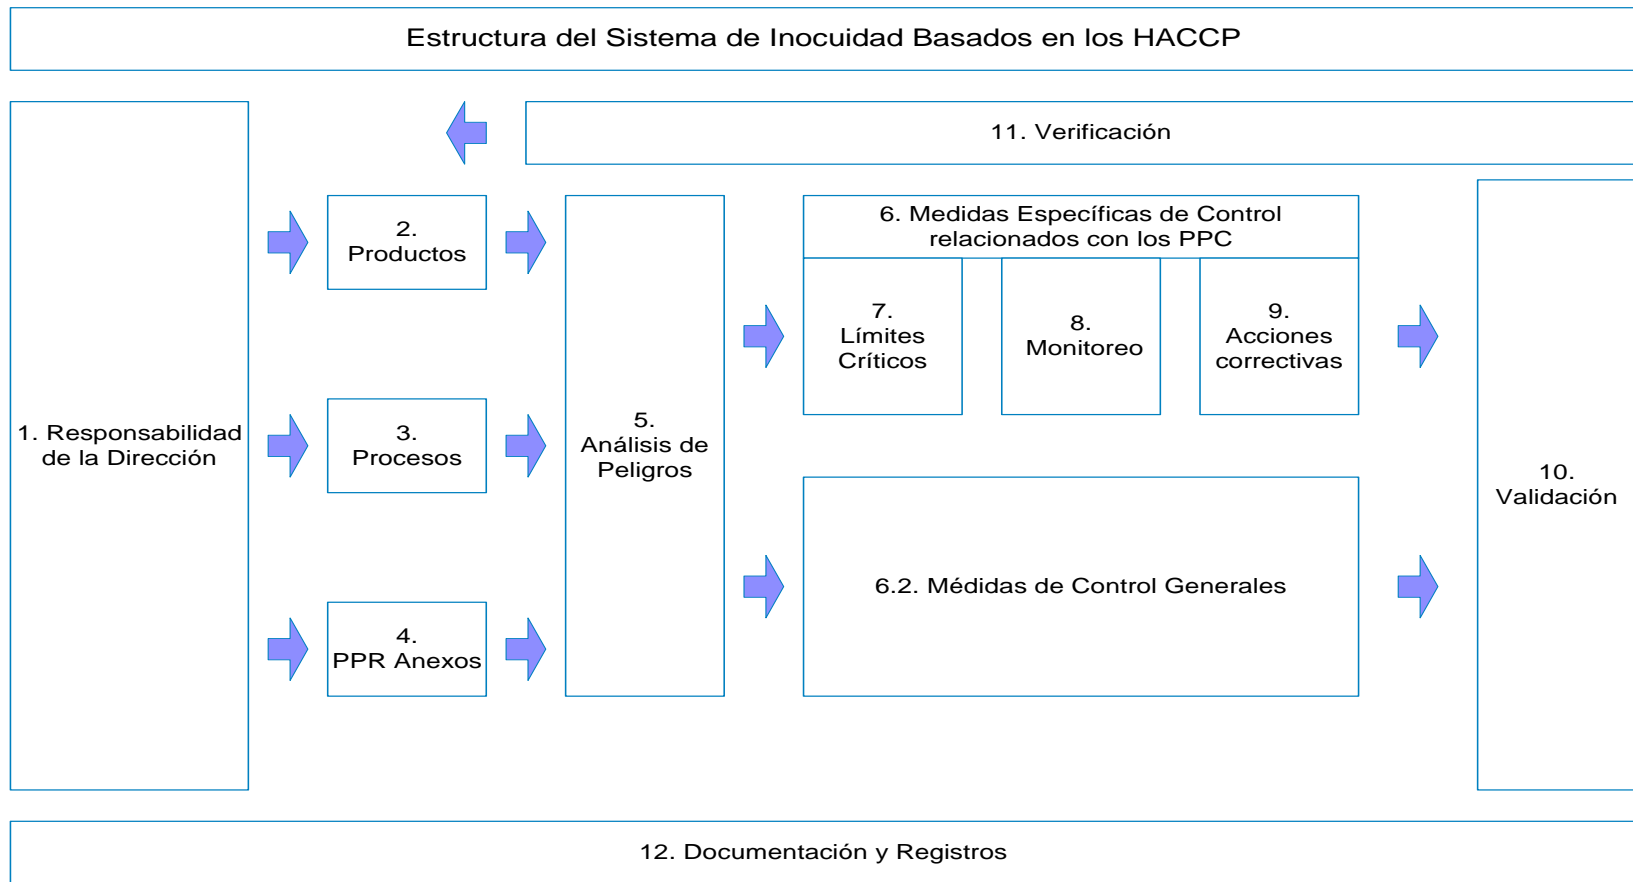 Estructura del Sistema de Inocuidad Basados en los HACCP
11. Verificación
1. Responsabilidad
de la Dirección
2.
Productos
3.
Procesos
4.
PPR Anexos
5.
Análisis de
Peligros
6. Medidas Específicas de Control
relacionados con los PPC
7.
Límites
Críticos
8.
Monitoreo
9.
Acciones
correctivas
6.2. Médidas de Control Generales
10.
Validación
12. Documentación y Registros